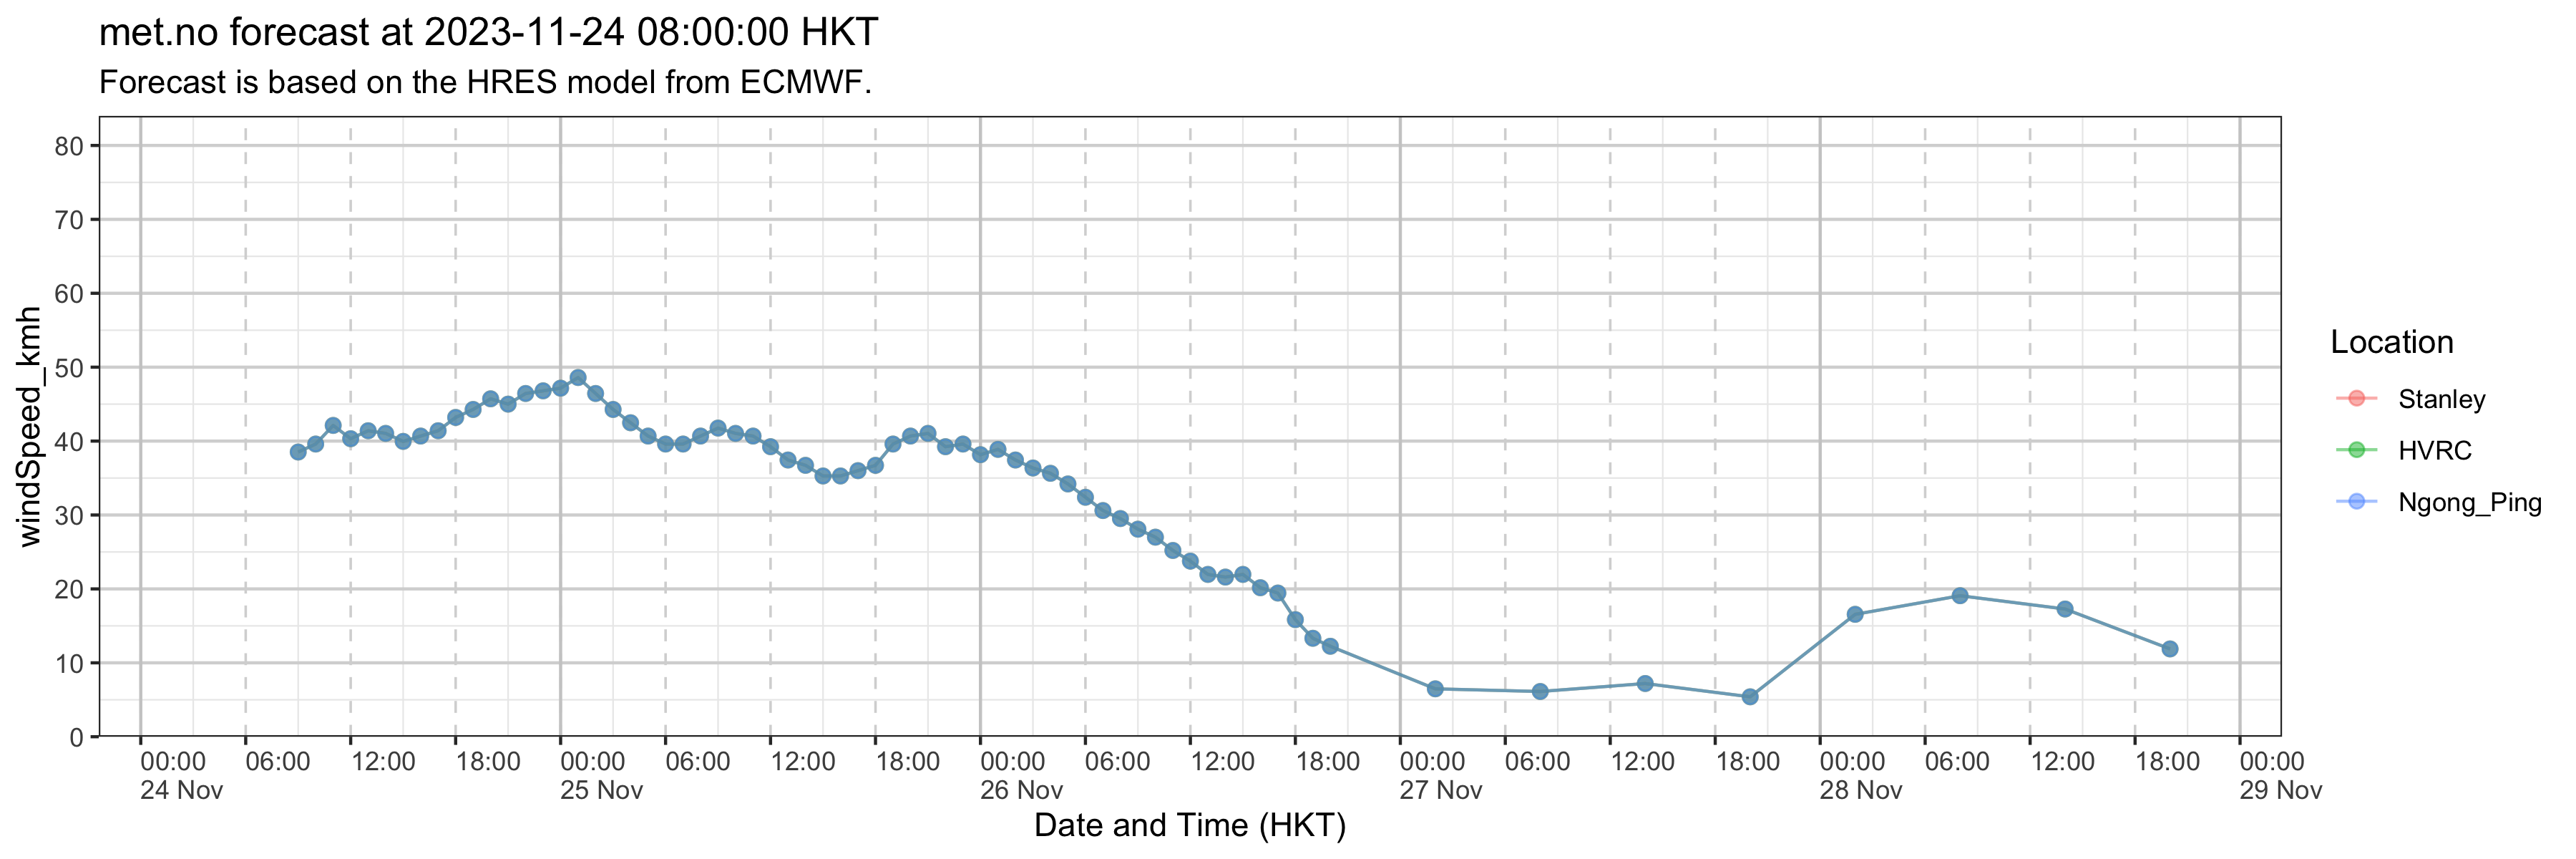 met.no forecast at 2023-11-24 08:00:00 HKT
Forecast is based on the HRES model from ECMWF.
windSpeed_kmh
80
70
60
50
40
30
20
10
0
00:00 06:00 12:00 18:00 00:00 06:00 12:00 18:00 00:00 06:00 12:00 18:00 00:00 06:00 12:00 18:00 00:00 06:00 12:00 18:00 00:00
24 Nov 25 Nov 26 Nov 27 Nov 28 Nov 29 Nov
Date and Time (HKT)
Location
Stanley
HVRC
Ngong_Ping